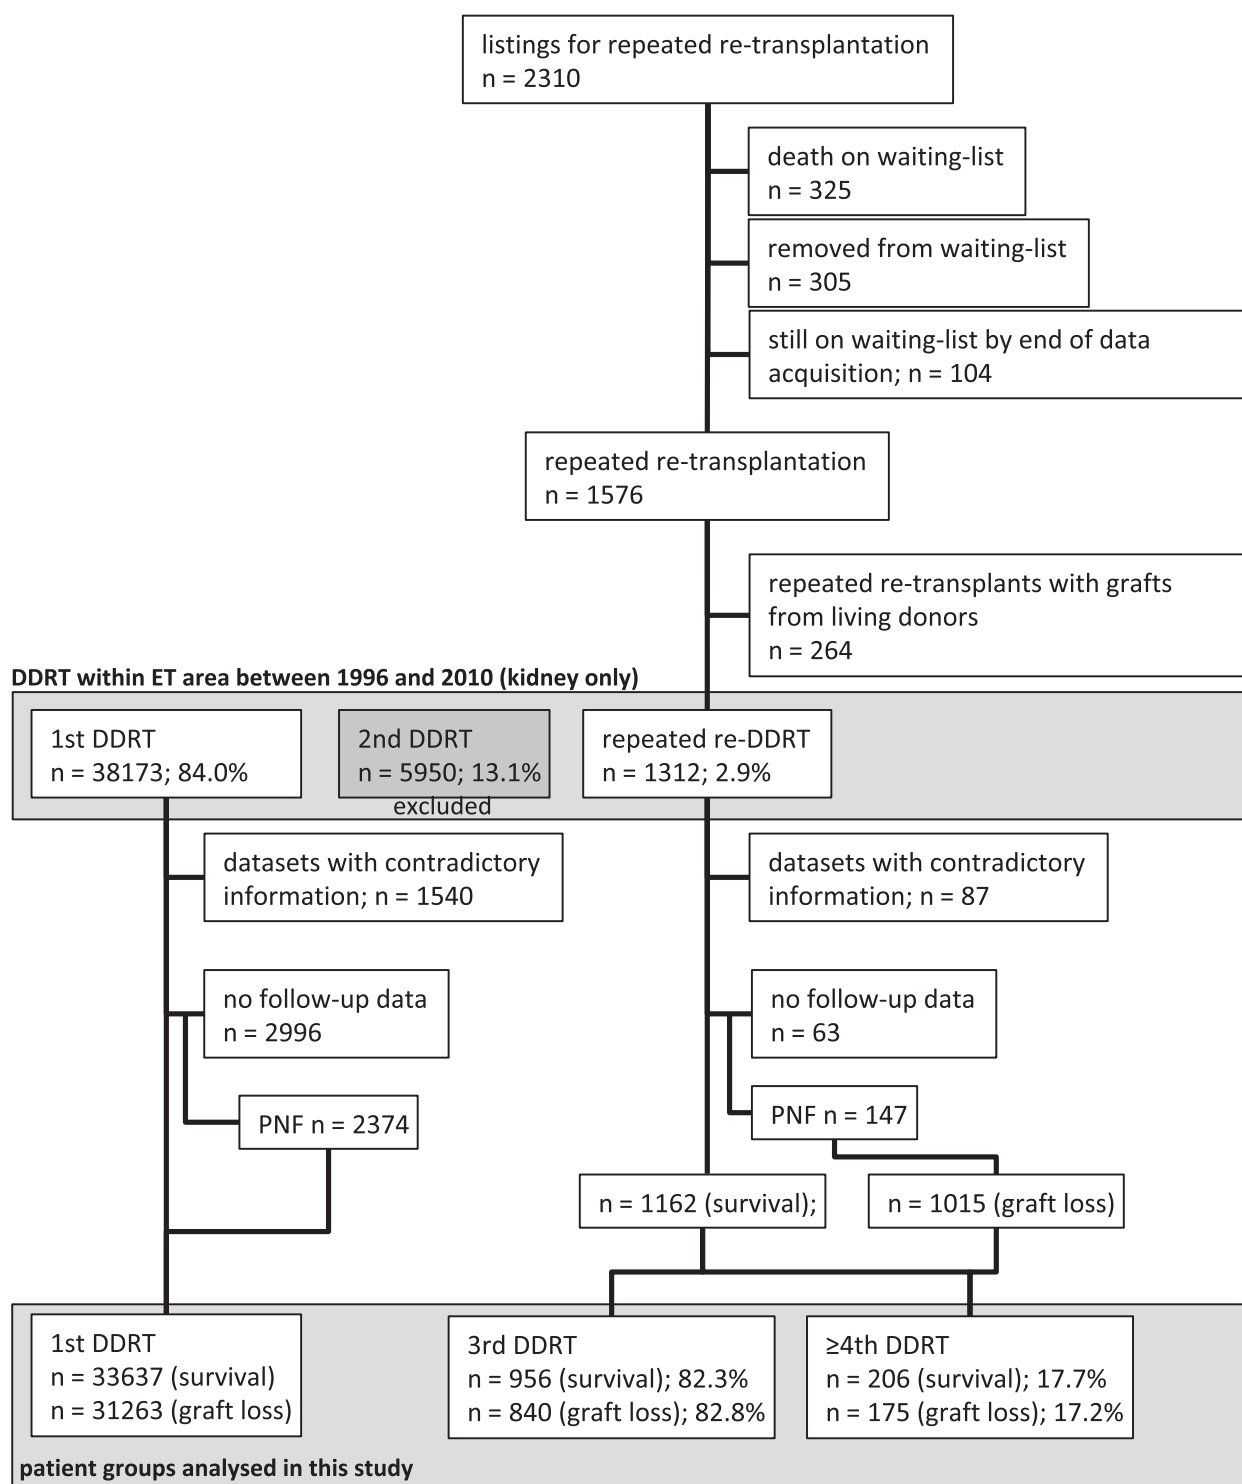 listings for repeated re-transplantation
n = 2310
death on waiting-list
n = 325
removed from waiting-list
n = 305
still on waiting-list by end of data
acquisition; n = 104
repeated re-transplantation
n = 1576
repeated re-transplants with grafts
from living donors
n = 264
DDRT within ET area between 1996 and 2010 (kidney only)
1st DDRT
n = 38173; 84.0%
2nd DDRT
n = 5950; 13.1%
excluded
repeated re-DDRT
n = 1312; 2.9%
datasets with contradictory
information; n = 1540
datasets with contradictory
information; n = 87
no follow-up data
n = 2996
no follow-up data
n = 63
PNF n = 2374
PNF n = 147
n = 1162 (survival);
n = 1015 (graft loss)
1st DDRT
n = 33637 (survival)
n = 31263 (graft loss)
3rd DDRT
n = 956 (survival); 82.3%
n = 840 (graft loss); 82.8%
≥4th DDRT
n = 206 (survival); 17.7%
n = 175 (graft loss); 17.2%
patient groups analysed in this study